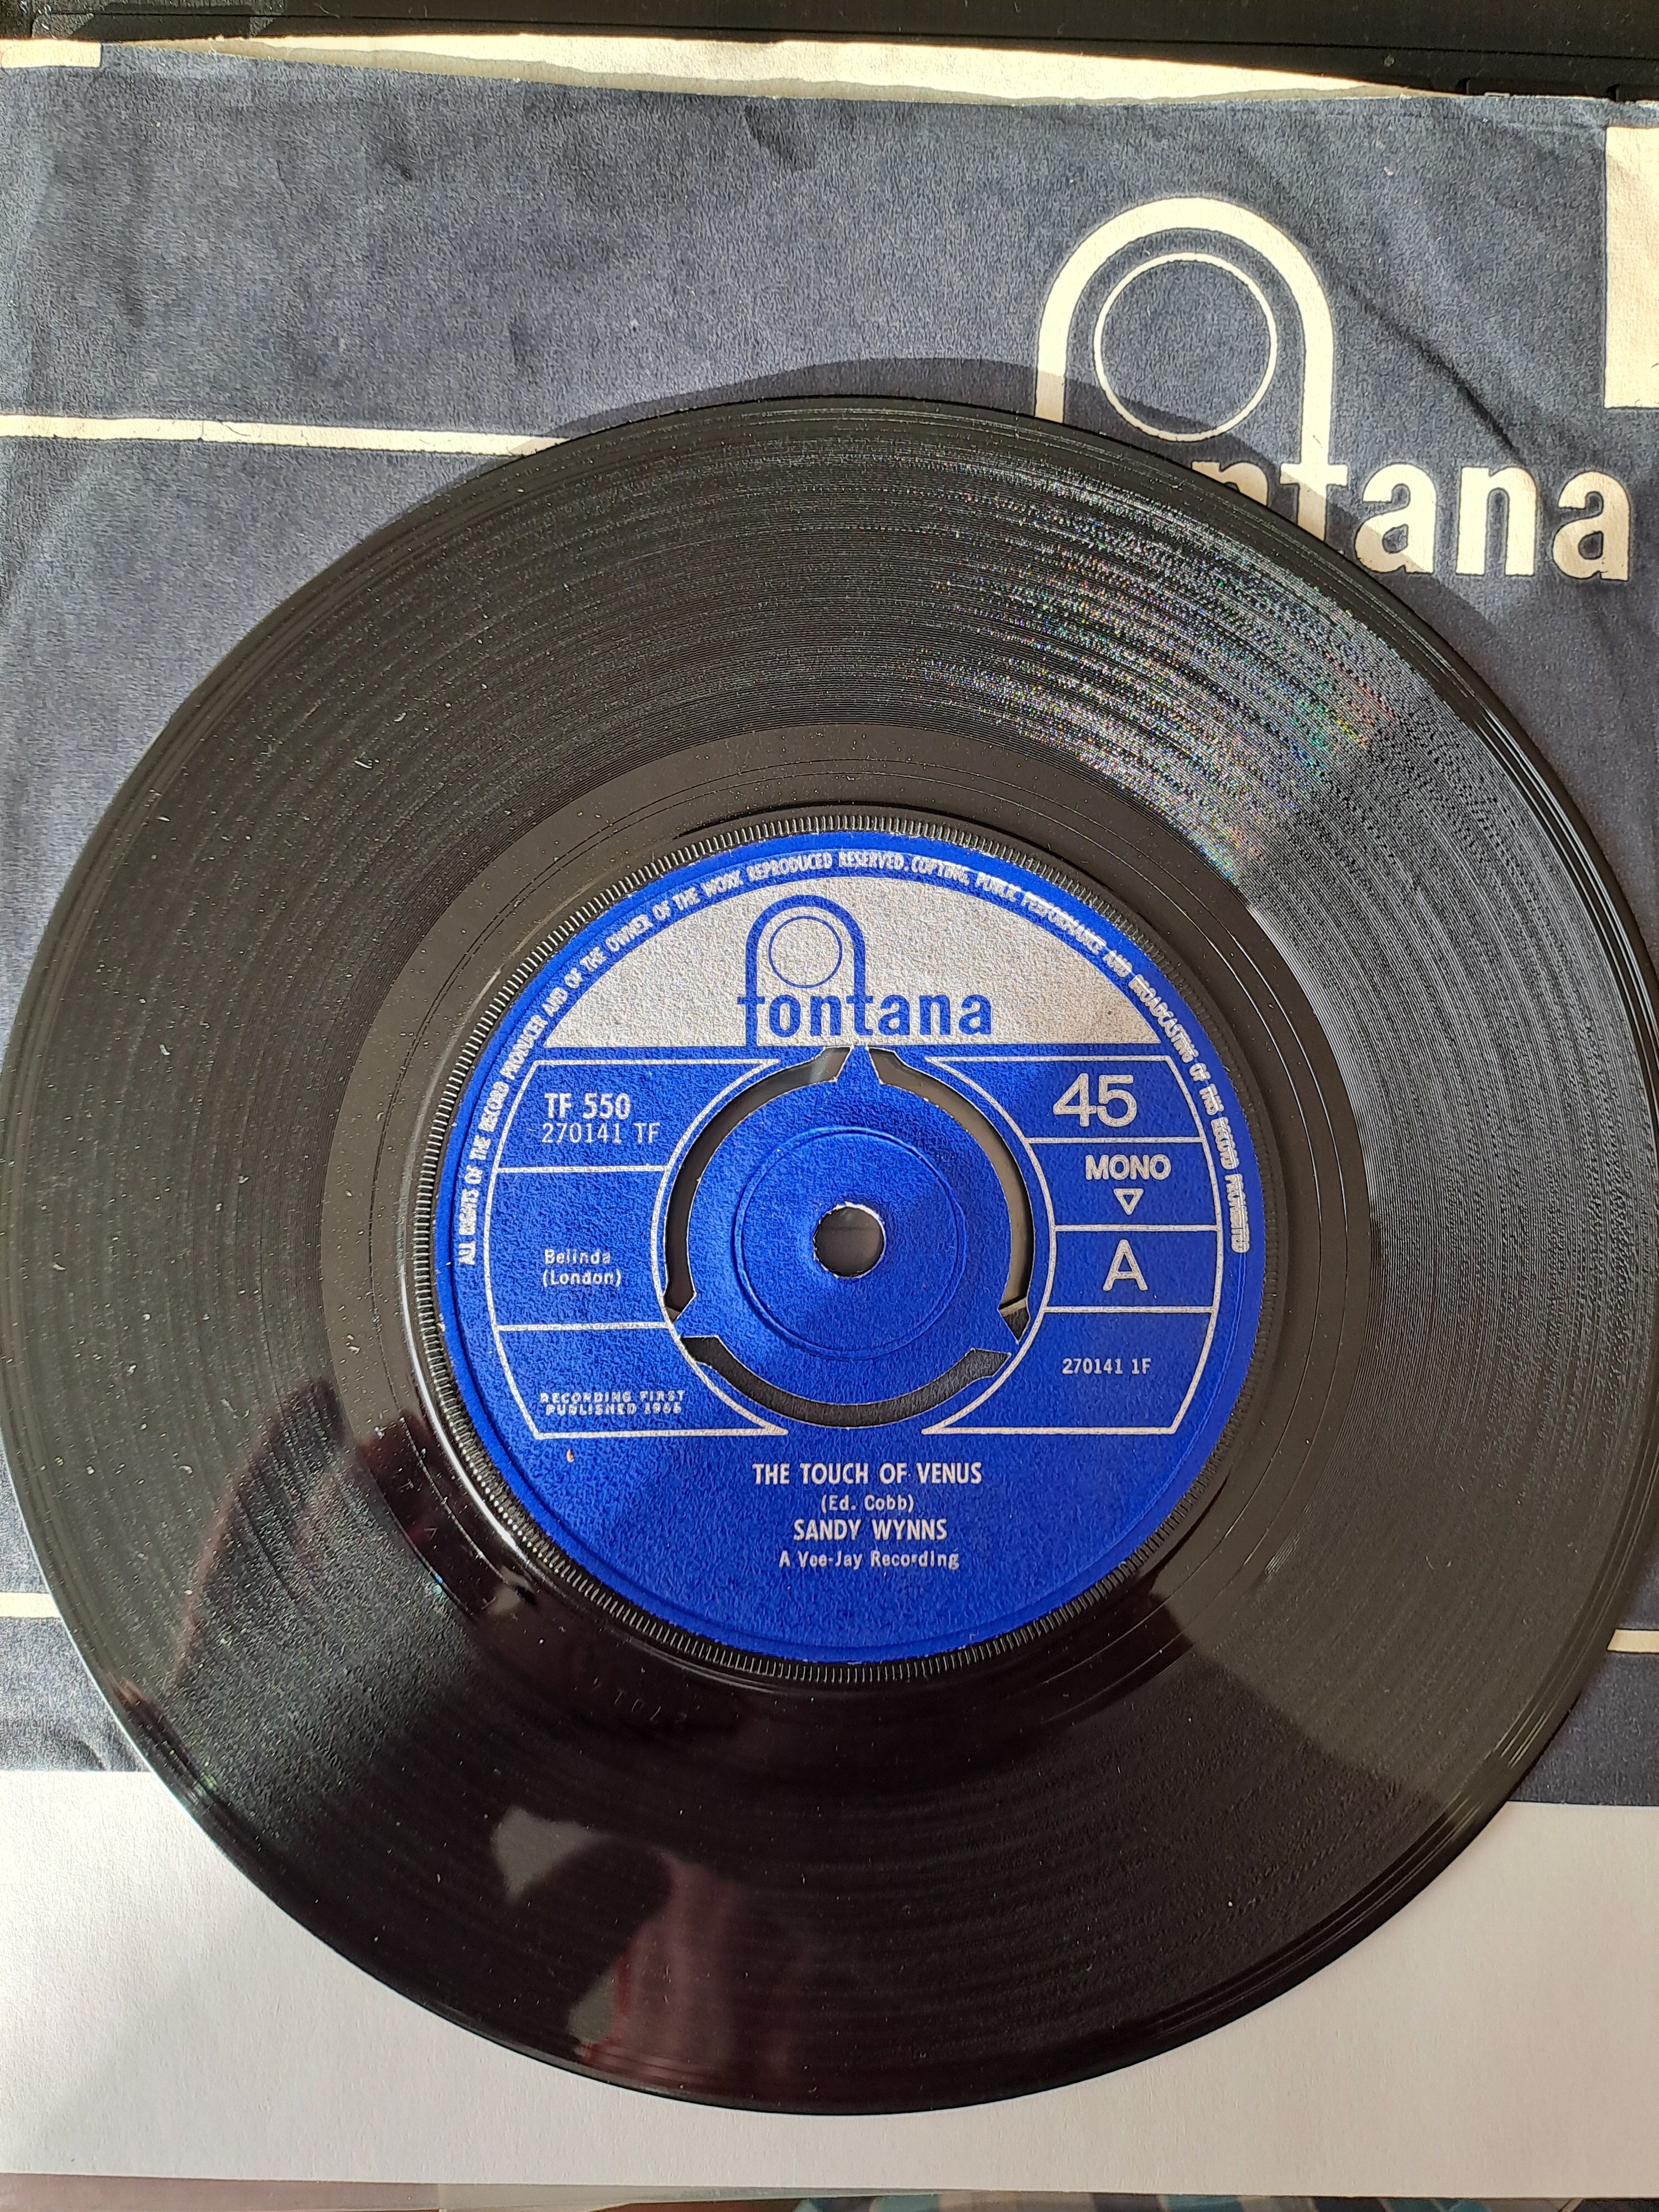 fontana
ALL RIGHTS OF THE RECORD PRODUCER AND OF THE OWNER OF THE WORK REPRODUCED RESERVED. COPYING, PUBLIC PERFORMANCE AND BROADCASTING OF THIS RECORD PROHIBITED
fontana
TF 550
270141 TF
45
MONO
A
Belinda
(London)
270141 1F
RECORDING FIRST
PUBLISHED 1965
THE TOUCH OF VENUS
(Ed. Cobb)
SANDY WYNNS
A Vee-Jay Recording